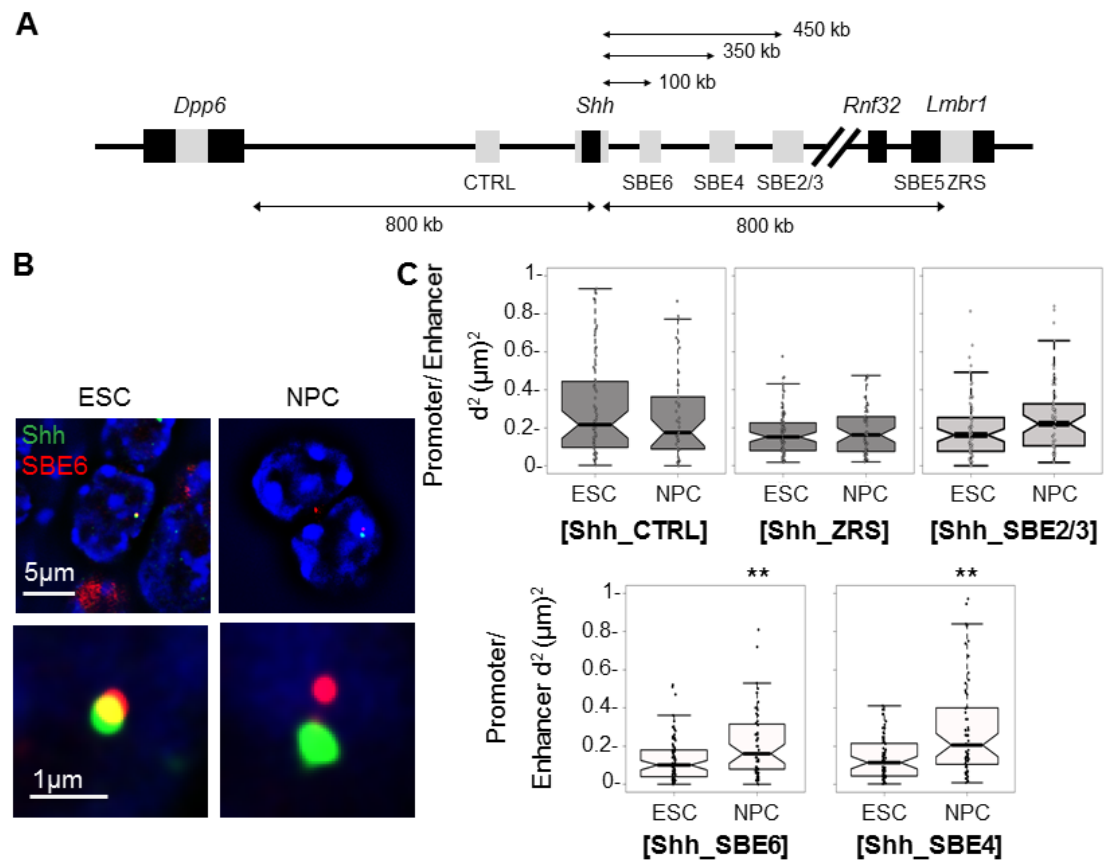 A
450 kb
350 kb
100 kb
Dpp6
Shh
Rnf32
Lmbr1
CTRL
SBE6
SBE4
SBE2/3
SBE5 ZRS
800 kb
800 kb
B
ESC
NPC
Shh
SBE6
5µm
1µm
C
Promoter/ Enhancer
d² (µm)²
1-
0.8-
0.6-
0.4-
0.2-
0-
ESC
NPC
[Shh_CTRL]
ESC
NPC
[Shh_ZRS]
ESC
NPC
[Shh_SBE2/3]
Promoter/
Enhancer d² (µm)²
1-
0.8-
0.6-
0.4-
0.2-
0-
**
ESC
NPC
[Shh_SBE6]
**
ESC
NPC
[Shh_SBE4]